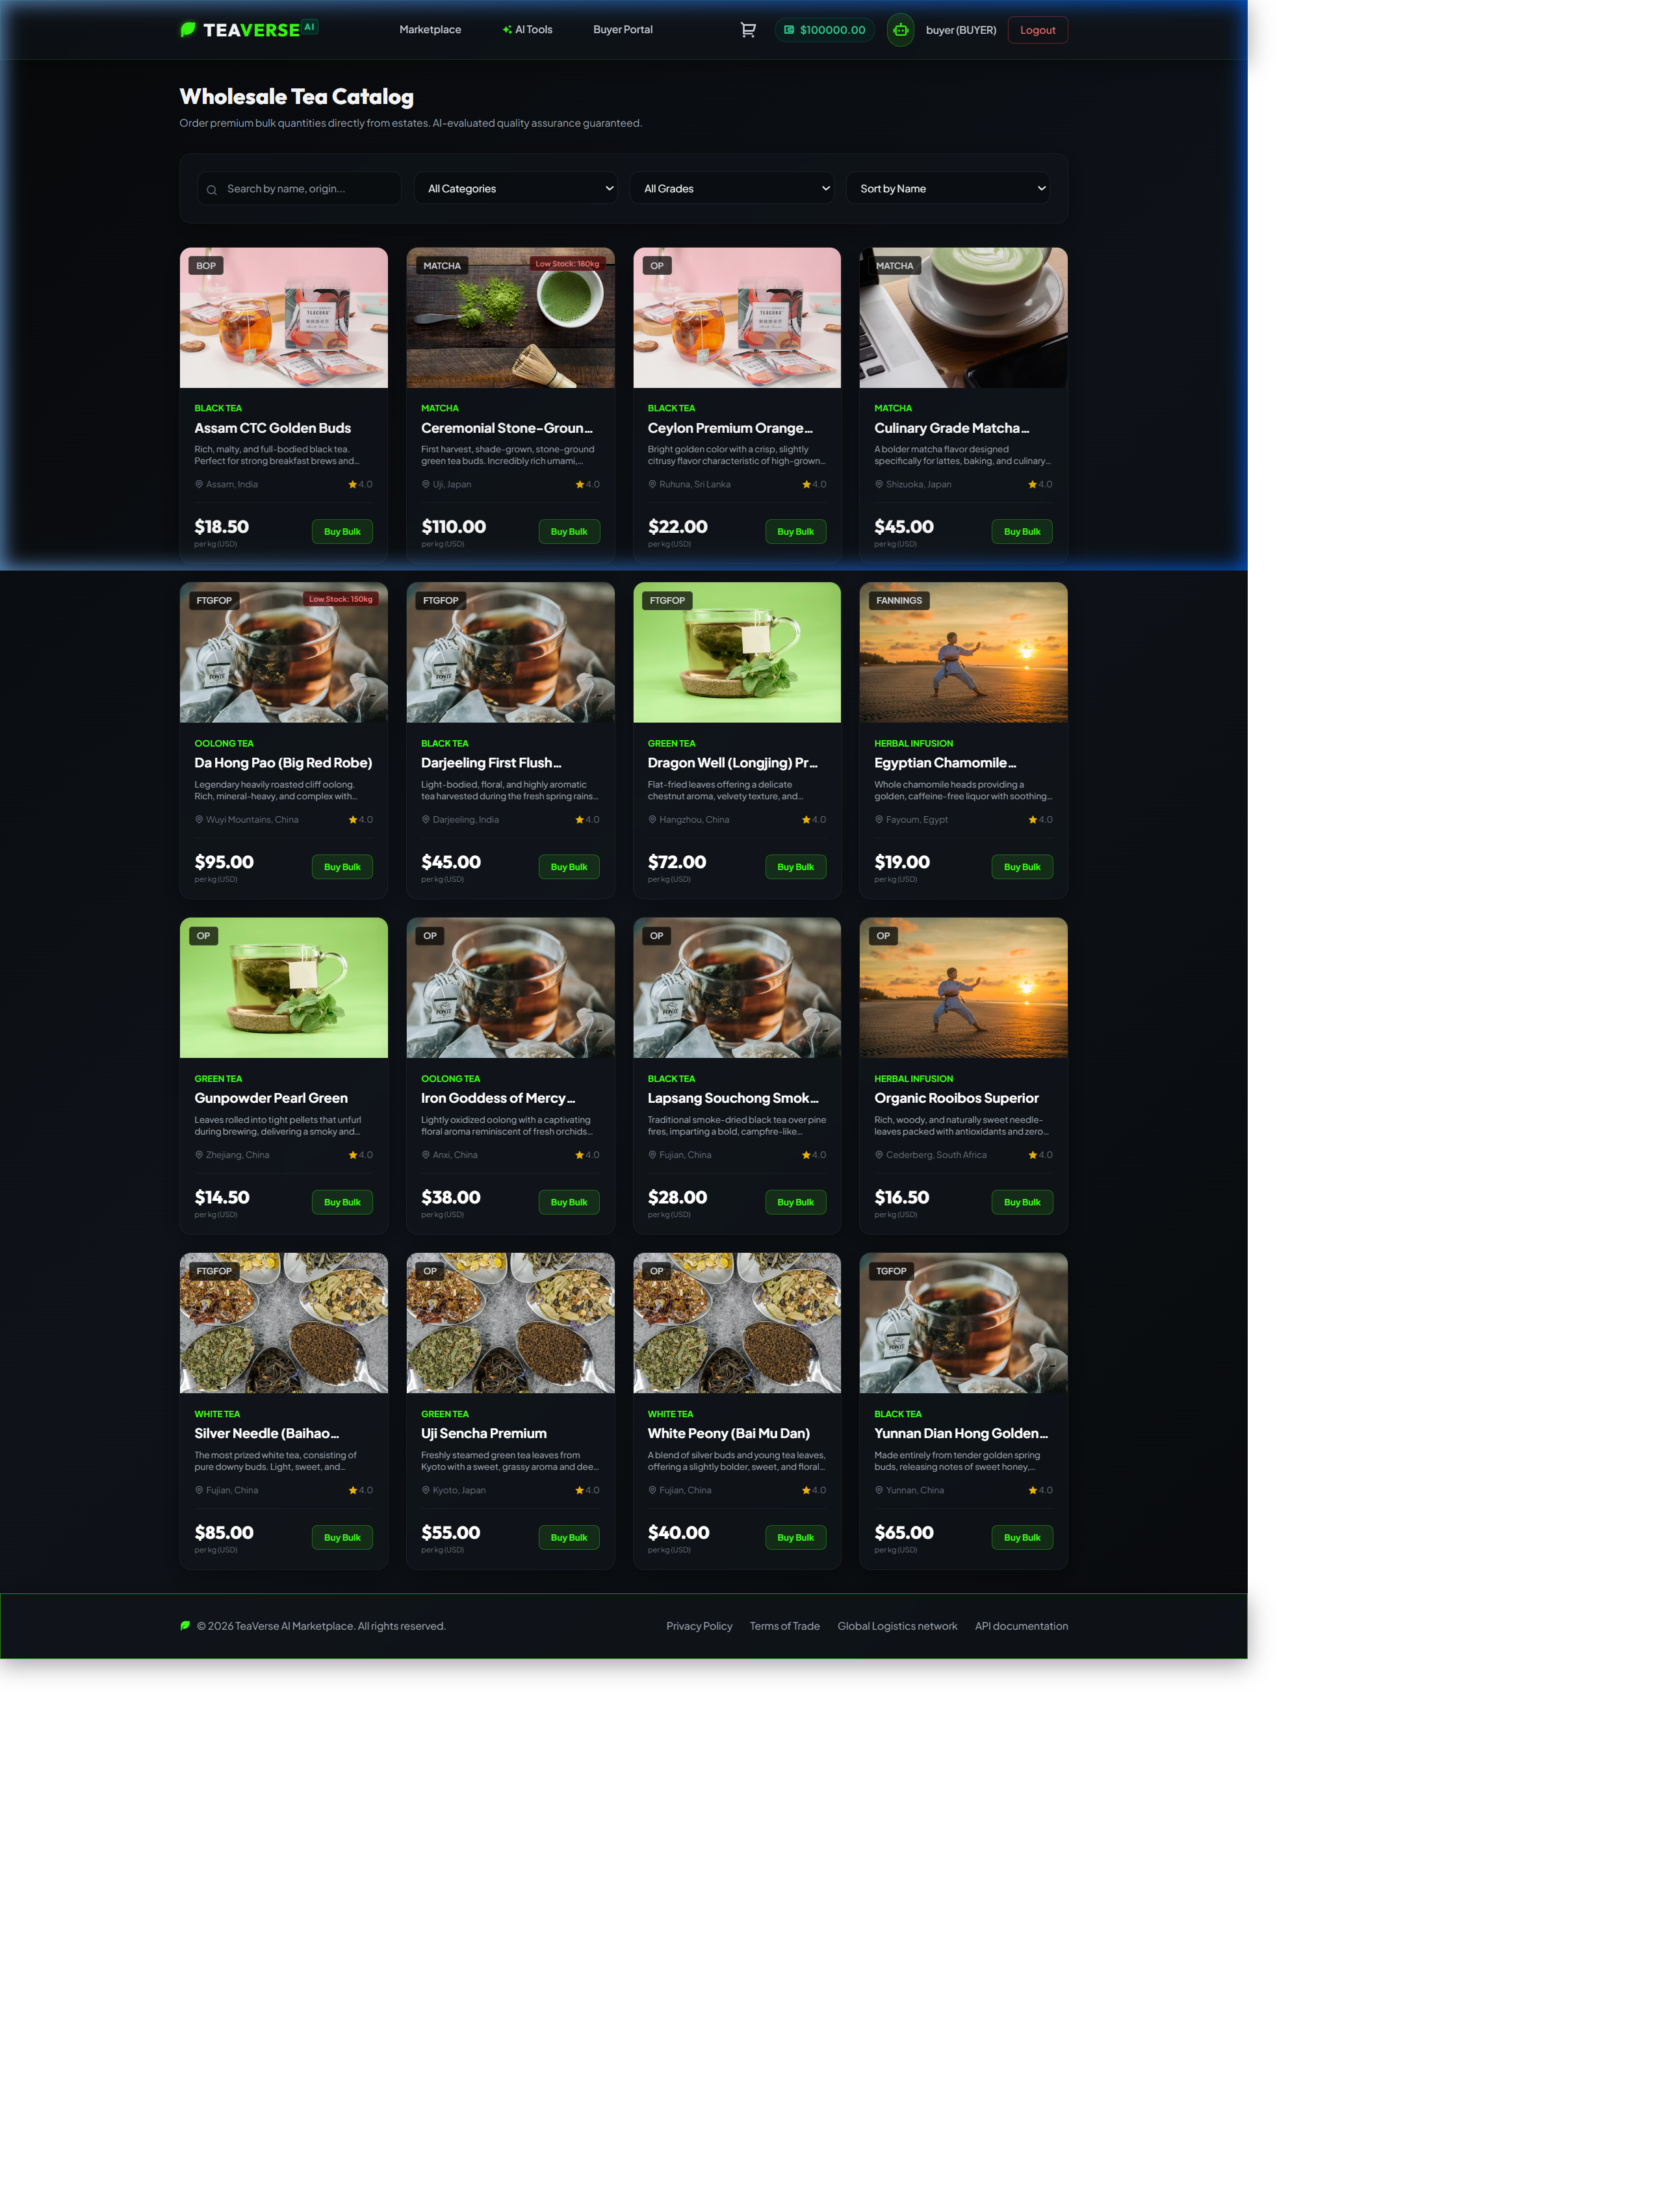 TEAVERSE AI
Marketplace
AI Tools
Buyer Portal
$100000.00
buyer (BUYER)
Logout
Wholesale Tea Catalog
Order premium bulk quantities directly from estates. AI-evaluated quality assurance guaranteed.
Search by name, origin...
All Categories
All Grades
Sort by Name
BOP
TEACURA
BLACK TEA
Assam CTC Golden Buds
Rich, malty, and full-bodied black tea.
Perfect for strong breakfast brews and...
Assam, India
4.0
$18.50
per kg (USD)
Buy Bulk
MATCHA
Low Stock: 180kg
MATCHA
Ceremonial Stone-Groun...
First harvest, shade-grown, stone-ground
green tea buds. Incredibly rich umami,...
Uji, Japan
4.0
$110.00
per kg (USD)
Buy Bulk
OP
TEACURA
BLACK TEA
Ceylon Premium Orange...
Bright golden color with a crisp, slightly
citrusy flavor characteristic of high-grown...
Ruhuna, Sri Lanka
4.0
$22.00
per kg (USD)
Buy Bulk
MATCHA
MATCHA
Culinary Grade Matcha...
A bolder matcha flavor designed
specifically for lattes, baking, and culinary...
Shizuoka, Japan
4.0
$45.00
per kg (USD)
Buy Bulk
FTGFOP
Low Stock: 150kg
OOLONG TEA
Da Hong Pao (Big Red Robe)
Legendary heavily roasted cliff oolong.
Rich, mineral-heavy, and complex with...
Wuyi Mountains, China
4.0
$95.00
per kg (USD)
Buy Bulk
FTGFOP
BLACK TEA
Darjeeling First Flush...
Light-bodied, floral, and highly aromatic
tea harvested during the fresh spring rains...
Darjeeling, India
4.0
$45.00
per kg (USD)
Buy Bulk
FTGFOP
GREEN TEA
Dragon Well (Longjing) Pr...
Flat-fried leaves offering a delicate
chestnut aroma, velvety texture, and...
Hangzhou, China
4.0
$72.00
per kg (USD)
Buy Bulk
FANNINGS
HERBAL INFUSION
Egyptian Chamomile...
Whole chamomile heads providing a
golden, caffeine-free liquor with soothing...
Fayoum, Egypt
4.0
$19.00
per kg (USD)
Buy Bulk
OP
GREEN TEA
Gunpowder Pearl Green
Leaves rolled into tight pellets that unfurl
during brewing, delivering a smoky and...
Zhejiang, China
4.0
$14.50
per kg (USD)
Buy Bulk
OP
OOLONG TEA
Iron Goddess of Mercy...
Lightly oxidized oolong with a captivating
floral aroma reminiscent of fresh orchids...
Anxi, China
4.0
$38.00
per kg (USD)
Buy Bulk
OP
BLACK TEA
Lapsang Souchong Smok...
Traditional smoke-dried black tea over pine
fires, imparting a bold, campfire-like...
Fujian, China
4.0
$28.00
per kg (USD)
Buy Bulk
OP
HERBAL INFUSION
Organic Rooibos Superior
Rich, woody, and naturally sweet needle-
leaves packed with antioxidants and zero...
Cederberg, South Africa
4.0
$16.50
per kg (USD)
Buy Bulk
FTGFOP
WHITE TEA
Silver Needle (Baihao...
The most prized white tea, consisting of
pure downy buds. Light, sweet, and...
Fujian, China
4.0
$85.00
per kg (USD)
Buy Bulk
OP
GREEN TEA
Uji Sencha Premium
Freshly steamed green tea leaves from
Kyoto with a sweet, grassy aroma and dee...
Kyoto, Japan
4.0
$55.00
per kg (USD)
Buy Bulk
OP
WHITE TEA
White Peony (Bai Mu Dan)
A blend of silver buds and young tea leaves,
offering a slightly bolder, sweet, and floral...
Fujian, China
4.0
$40.00
per kg (USD)
Buy Bulk
TGFOP
BLACK TEA
Yunnan Dian Hong Golden...
Made entirely from tender golden spring
buds, releasing notes of sweet honey,...
Yunnan, China
4.0
$65.00
per kg (USD)
Buy Bulk
© 2026 TeaVerse AI Marketplace. All rights reserved.
Privacy Policy
Terms of Trade
Global Logistics network
API documentation